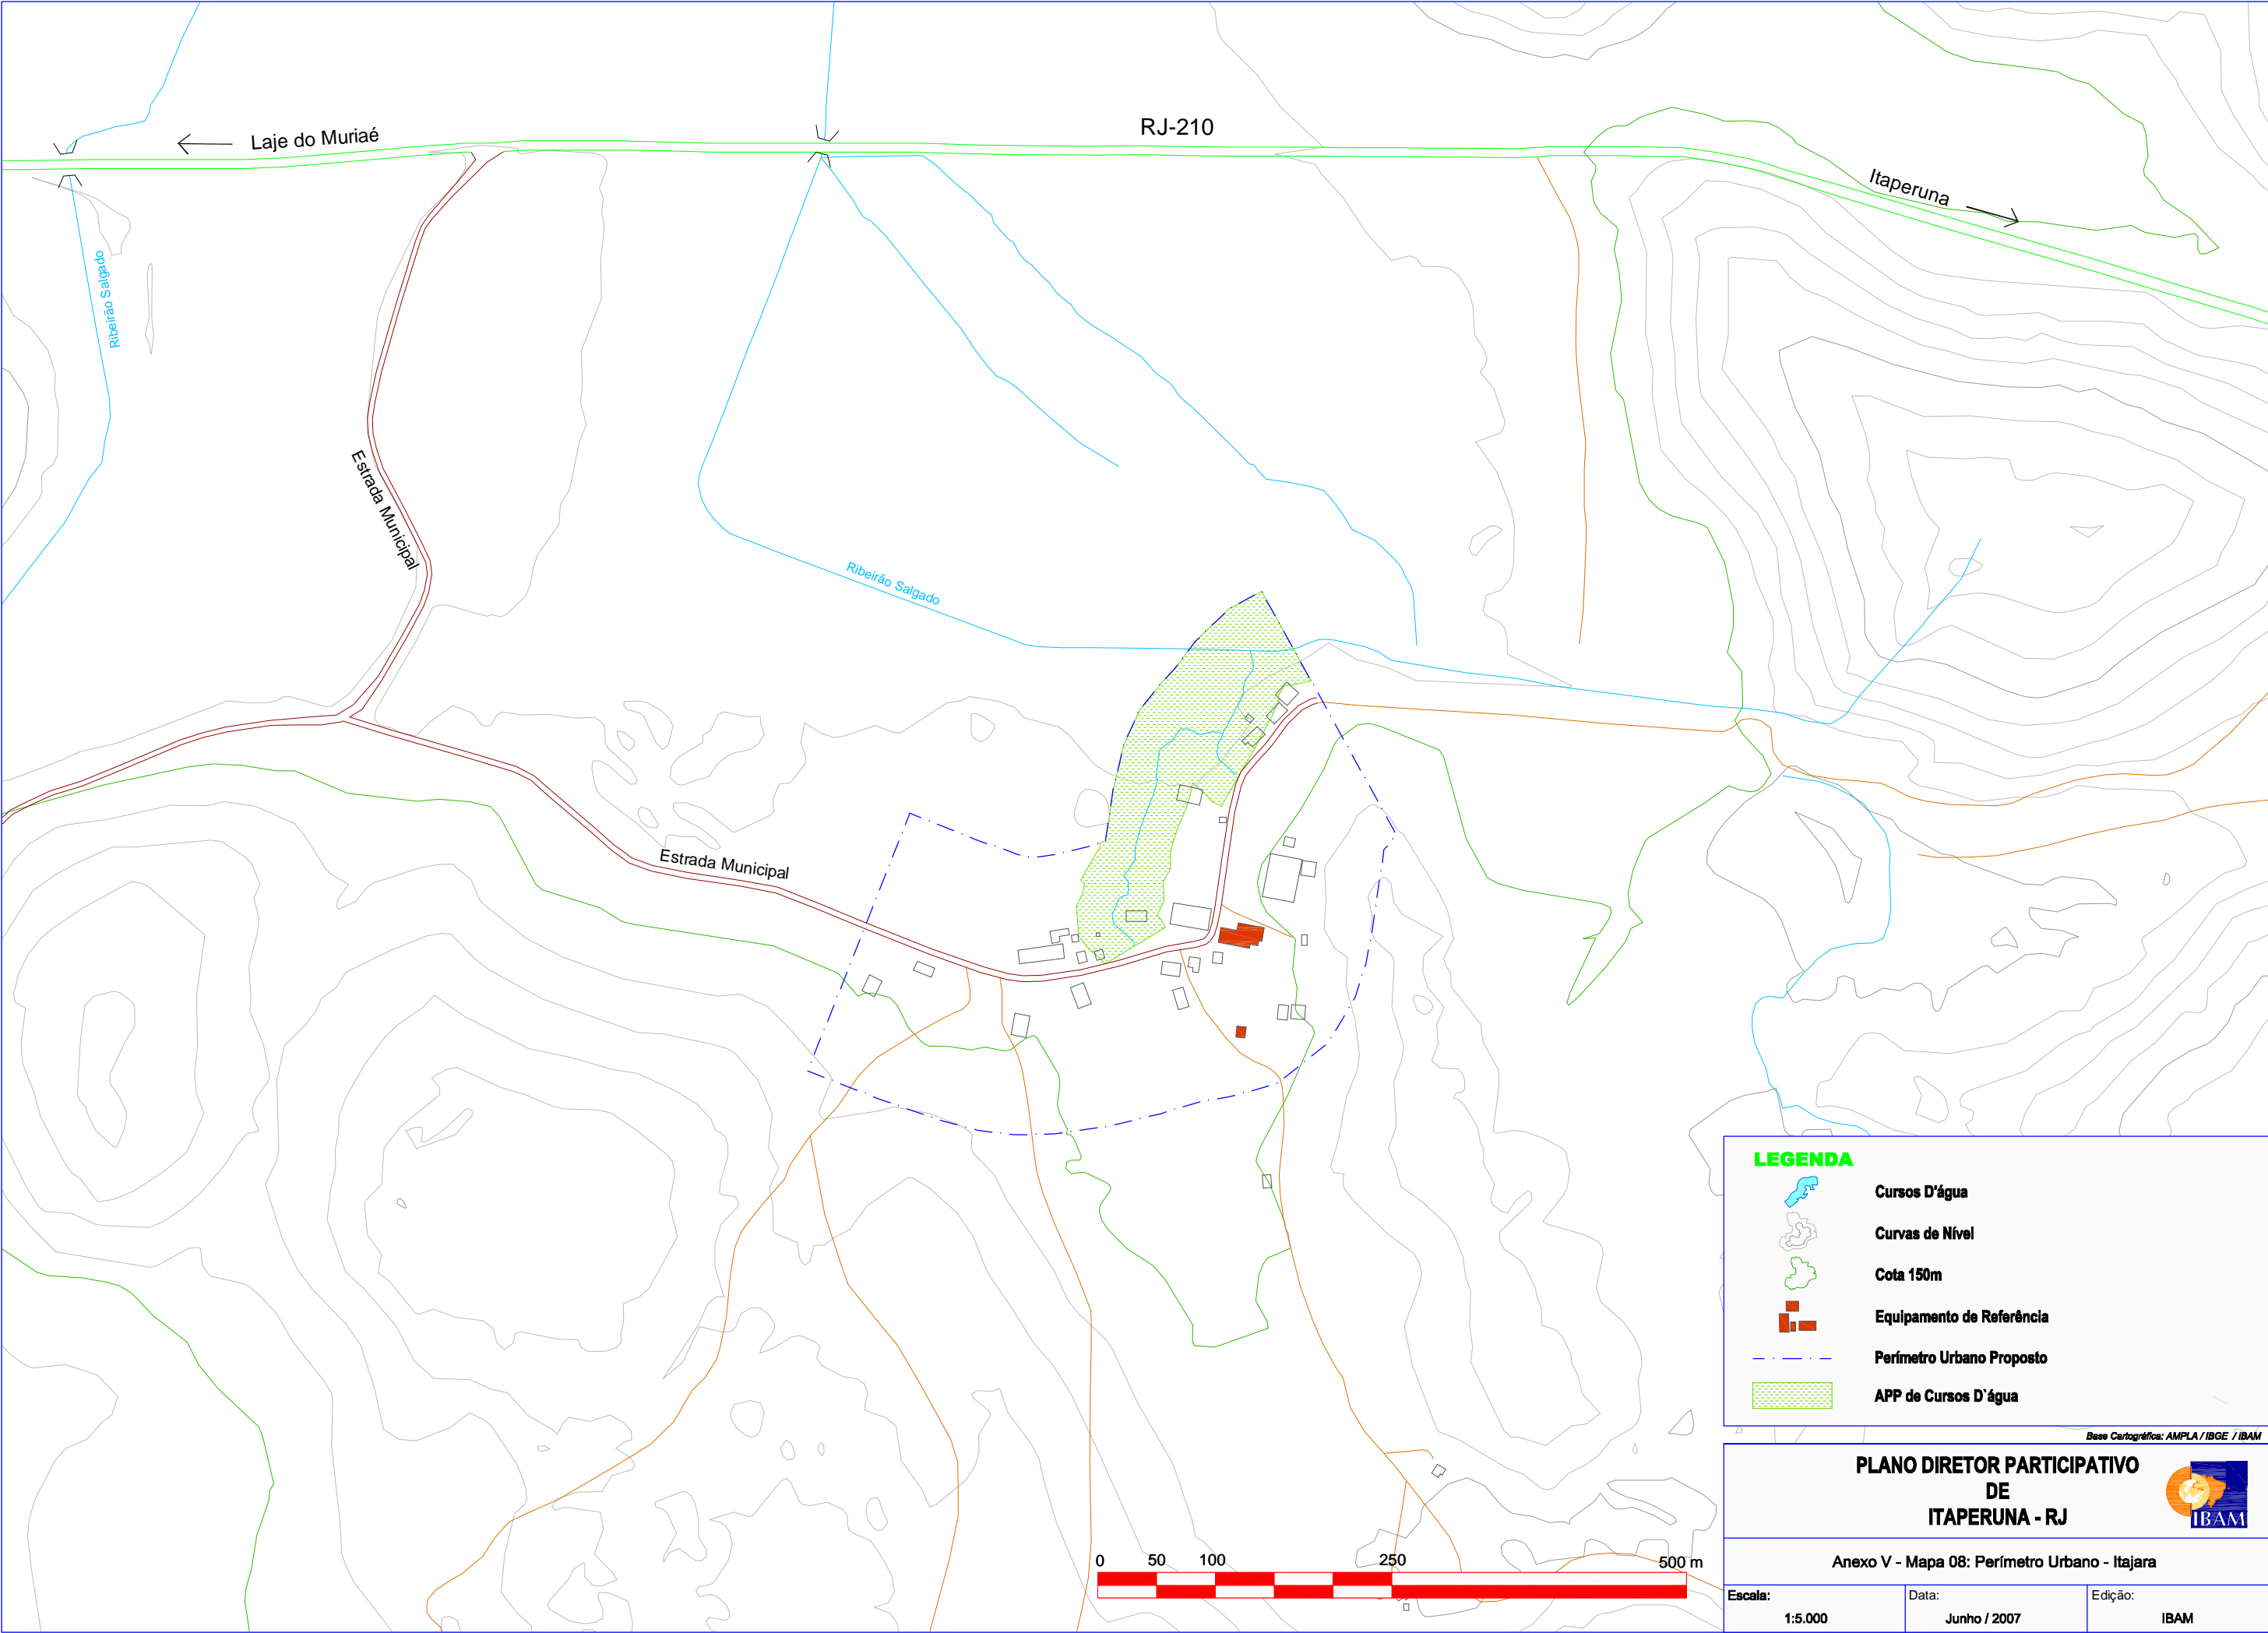 RJ-210
Laje do Muriaé
Itaperuna
Ribeirão Salgado
Estrada Municipal
Ribeirão Salgado
Estrada Municipal
LEGENDA
Cursos D'água
Curvas de Nível
Cota 150m
Equipamento de Referência
Perímetro Urbano Proposto
APP de Cursos D`água
Base Cartográfica: AMPLA / IBGE / IBAM
PLANO DIRETOR PARTICIPATIVO
DE
ITAPERUNA - RJ
IBAM
Anexo V - Mapa 08: Perímetro Urbano - Itajara
Escala:
1:5.000
Data:
Junho / 2007
Edição:
IBAM
0 50 100 250 500 m